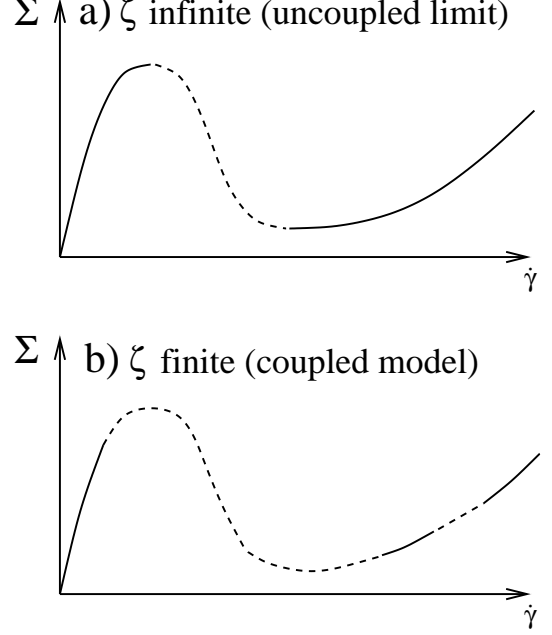 Σ a) ζ infinite (uncoupled limit)
γ̇
Σ b) ζ finite (coupled model)
γ̇